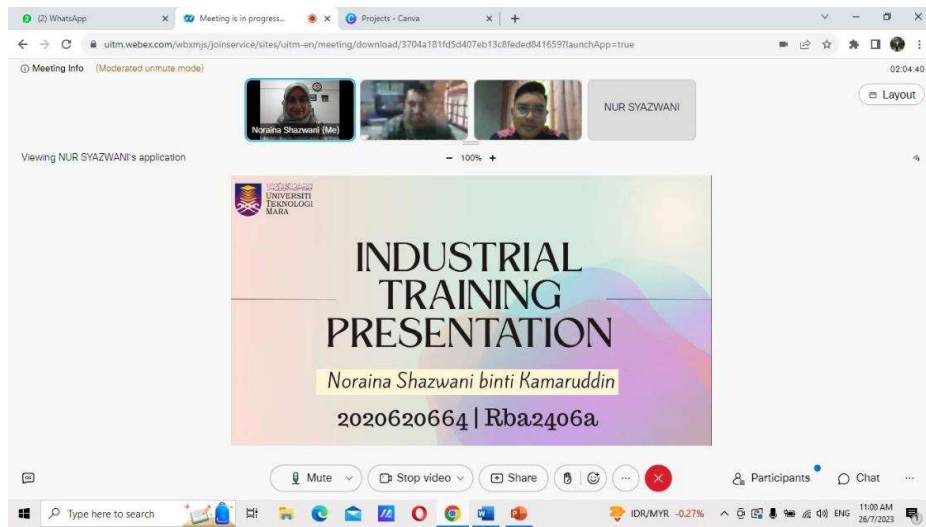 (2) WhatsApp
Meeting is in progress...
Projects - Canva
uitm.webex.com/wbxmjs/joinservice/sites/uitm-en/meeting/download/3704a181fd5d407eb13c8feded841659?launchApp=true
Meeting Info (Moderated unmute mode)
02:04:40
Layout
Noraina Shazwani (Me)
NUR SYAZWANI
Viewing NUR SYAZWANI's application
- 100% +
UNIVERSITI
TEKNOLOGI
MARA
INDUSTRIAL
TRAINING
PRESENTATION
Noraina Shazwani binti Kamaruddin
2020620664 | Rba2406a
Mute
Stop video
Share
Participants
Chat
Type here to search
IDR/MYR -0.27%
ENG
11:00 AM
26/7/2023